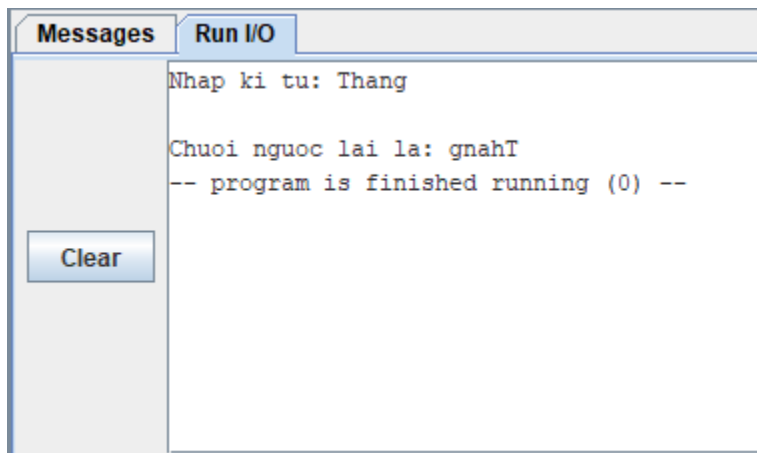 Messages Run I/O
Nhap ki tu: Thang
Chuoi nguoc lai la: gnahT
-- program is finished running (0) --
Clear